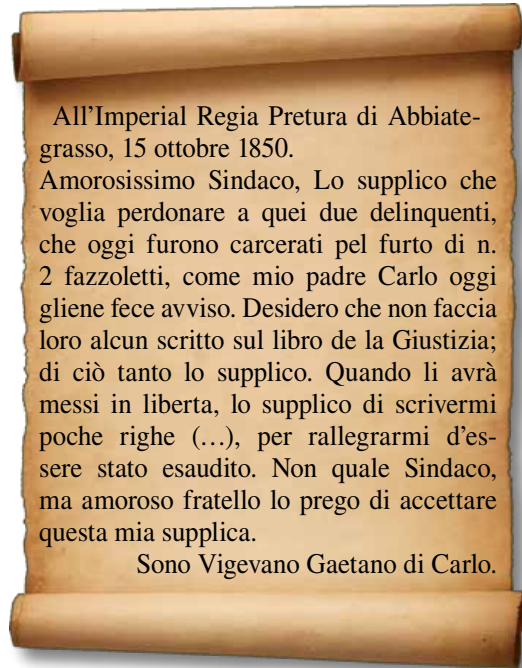 All’Imperial Regia Pretura di Abbiate-
grasso, 15 ottobre 1850.
Amorosissimo Sindaco, Lo supplico che
voglia perdonare a quei due delinquenti,
che oggi furono carcerati pel furto di n.
2 fazzoletti, come mio padre Carlo oggi
gliene fece avviso. Desidero che non faccia
loro alcun scritto sul libro de la Giustizia;
di ciò tanto lo supplico. Quando li avrà
messi in liberta, lo supplico di scrivermi
poche righe (…), per rallegrarmi d’es-
sere stato esaudito. Non quale Sindaco,
ma amoroso fratello lo prego di accettare
questa mia supplica.
Sono Vigevano Gaetano di Carlo.